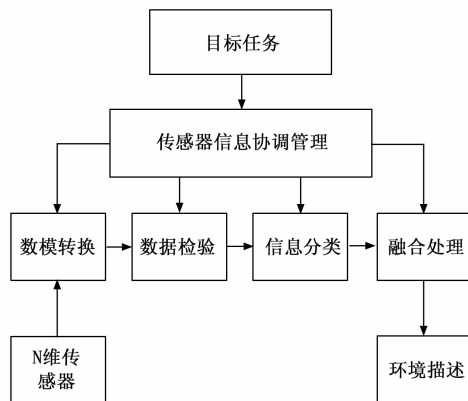 目标任务
传感器信息协调管理
数模转换
数据检验
信息分类
融合处理
N维传
感器
环境描述